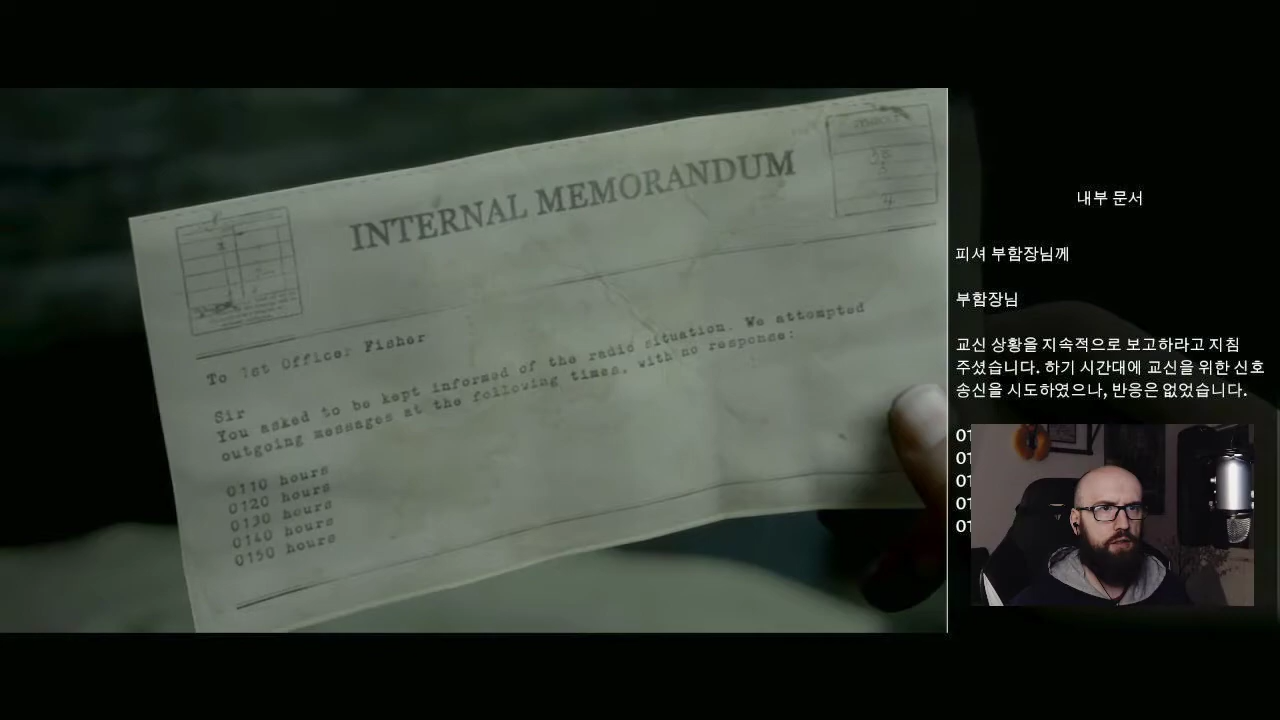 INTERNAL MEMORANDUM
To 1st Officer Fisher
Sir
You asked to be kept informed of the radio situation. We attempted
outgoing messages at the following times, with no response:
0110 hours
0120 hours
0130 hours
0140 hours
0150 hours
내부 문서
피셔 부함장님께
부함장님
교신 상황을 지속적으로 보고하라고 지침
주셨습니다. 하기 시간대에 교신을 위한 신호
송신을 시도하였으나, 반응은 없었습니다.
01
01
01
01
01